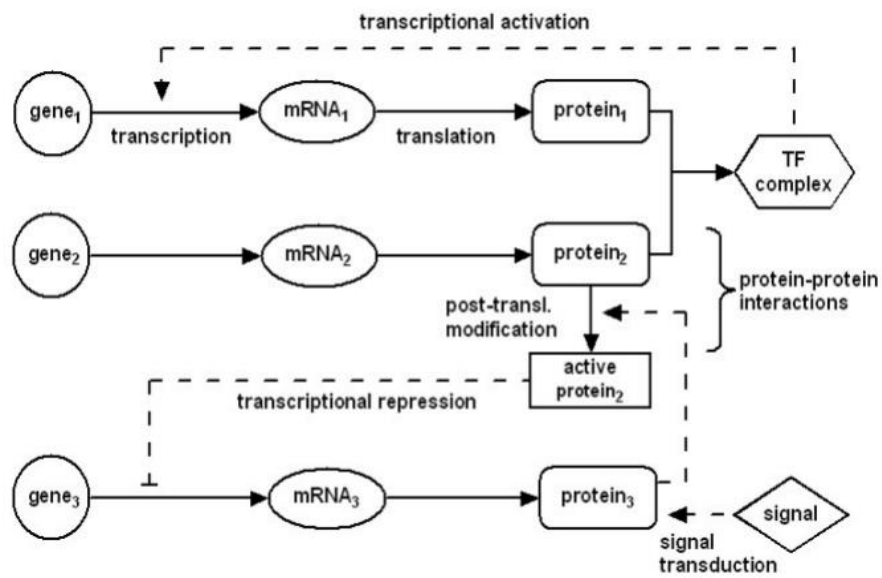 transcriptional activation
gene₁
mRNA₁
protein₁
transcription
translation
TF
complex
gene₂
mRNA₂
protein₂
protein-protein
interactions
post-transl.
modification
active
protein₂
transcriptional repression
gene₃
mRNA₃
protein₃
signal
signal
transduction